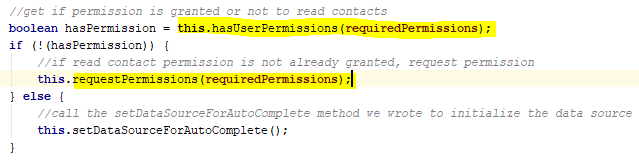 //get if permission is granted or not to read contacts
boolean hasPermission = this.hasUserPermissions(requiredPermissions);
if (!(hasPermission)) {
//if read contact permission is not already granted, request permission
this.requestPermissions(requiredPermissions);
} else {
//call the setDataSourceForAutoComplete method we wrote to initialize the data source
this.setDataSourceForAutoComplete();
}